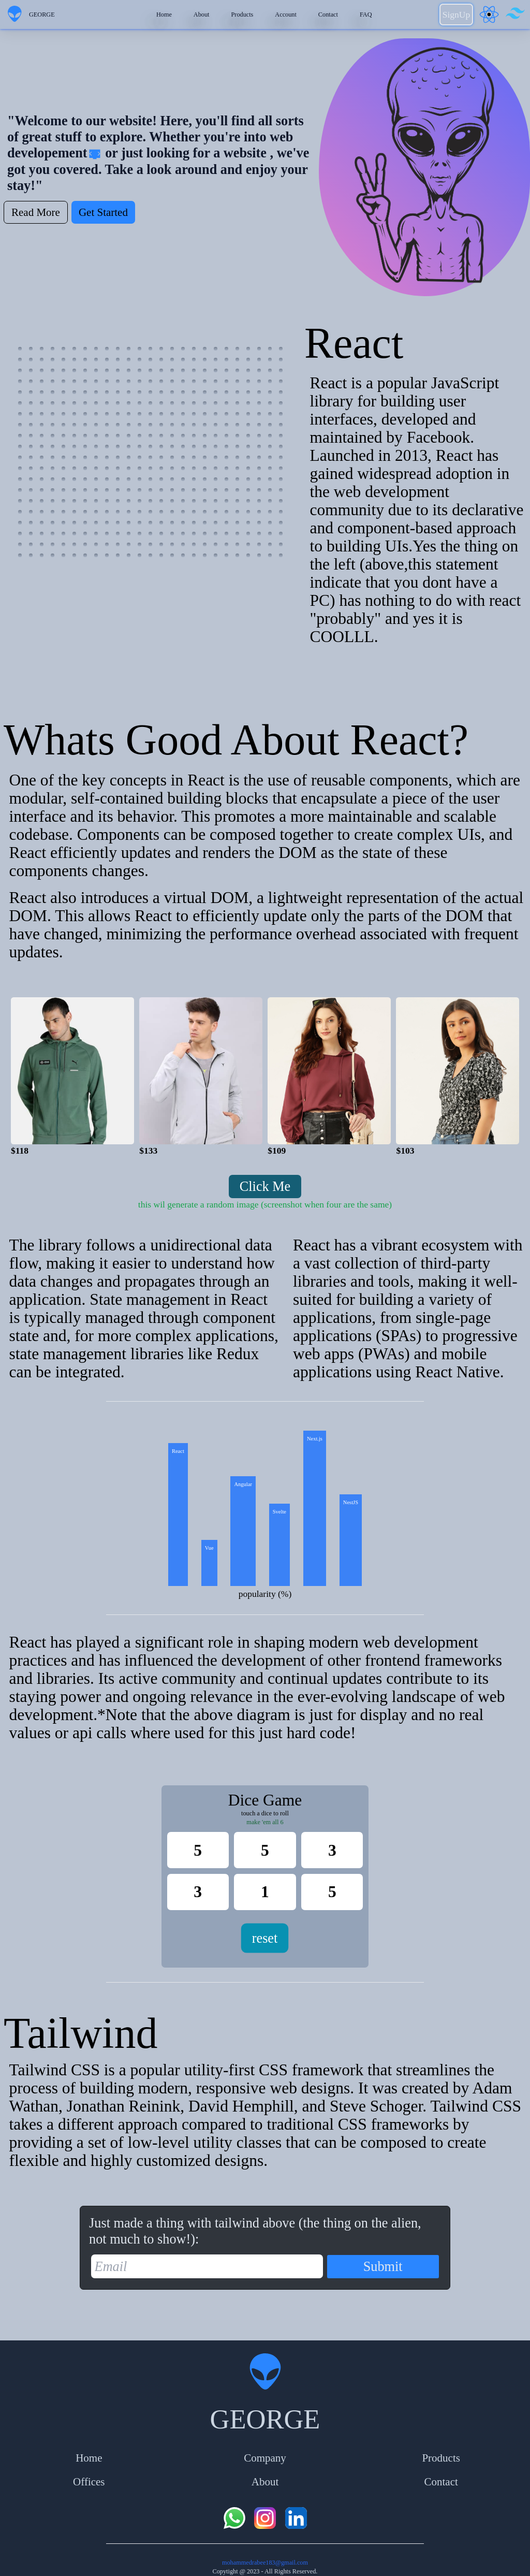 GEORGE
Home
About
Products
Account
Contact
FAQ
SignUp
"Welcome to our website! Here, you'll find all sorts
of great stuff to explore. Whether you're into web
developement or just looking for a website , we've
got you covered. Take a look around and enjoy your
stay!"
Read More
Get Started
React
React is a popular JavaScript
library for building user
interfaces, developed and
maintained by Facebook.
Launched in 2013, React has
gained widespread adoption in
the web development
community due to its declarative
and component-based approach
to building UIs.Yes the thing on
the left (above,this statement
indicate that you dont have a
PC) has nothing to do with react
"probably" and yes it is
COOLLL.
Whats Good About React?
One of the key concepts in React is the use of reusable components, which are
modular, self-contained building blocks that encapsulate a piece of the user
interface and its behavior. This promotes a more maintainable and scalable
codebase. Components can be composed together to create complex UIs, and
React efficiently updates and renders the DOM as the state of these
components changes.
React also introduces a virtual DOM, a lightweight representation of the actual
DOM. This allows React to efficiently update only the parts of the DOM that
have changed, minimizing the performance overhead associated with frequent
updates.
$118
$133
$109
$103
Click Me
this wil generate a random image (screenshot when four are the same)
The library follows a unidirectional data
flow, making it easier to understand how
data changes and propagates through an
application. State management in React
is typically managed through component
state and, for more complex applications,
state management libraries like Redux
can be integrated.
React has a vibrant ecosystem with
a vast collection of third-party
libraries and tools, making it well-
suited for building a variety of
applications, from single-page
applications (SPAs) to progressive
web apps (PWAs) and mobile
applications using React Native.
React
Vue
Angular
Svelte
Next.js
NestJS
popularity (%)
React has played a significant role in shaping modern web development
practices and has influenced the development of other frontend frameworks
and libraries. Its active community and continual updates contribute to its
staying power and ongoing relevance in the ever-evolving landscape of web
development.*Note that the above diagram is just for display and no real
values or api calls where used for this just hard code!
Dice Game
touch a dice to roll
make 'em all 6
5
5
3
3
1
5
reset
Tailwind
Tailwind CSS is a popular utility-first CSS framework that streamlines the
process of building modern, responsive web designs. It was created by Adam
Wathan, Jonathan Reinink, David Hemphill, and Steve Schoger. Tailwind CSS
takes a different approach compared to traditional CSS frameworks by
providing a set of low-level utility classes that can be composed to create
flexible and highly customized designs.
Just made a thing with tailwind above (the thing on the alien,
not much to show!):
Email
Submit
GEORGE
Home
Company
Products
Offices
About
Contact
Copyright @ 2023 - All Rights Reserved.